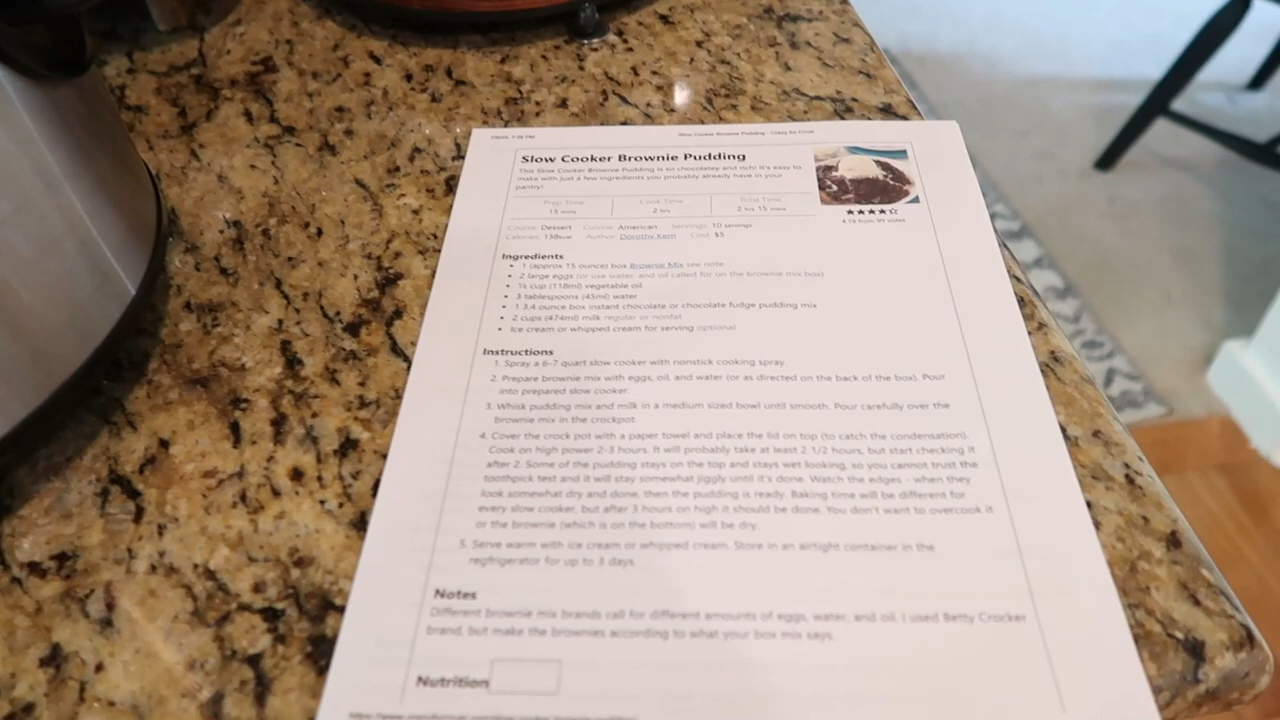 7:28 PM
Slow Cooker Brownie Pudding - Crazy for Crust
Slow Cooker Brownie Pudding
This Slow Cooker Brownie Pudding is so chocolatey and rich! It's easy to
make with just a few ingredients you probably already have in your
pantry!
Prep Time Cook Time Total Time
15 mins 2 hrs 2 hrs 15 mins
4.19 from 99 votes
Course: Dessert Cuisine: American Servings: 10 servings
Calories: 138kcal Author: Dorothy Kern Cost: $5
Ingredients
• 1 (approx 15 ounce) box Brownie Mix see note
• 2 large eggs (or use water, and oil called for on the brownie mix box)
• ½ cup (118ml) vegetable oil
• 3 tablespoons (45ml) water
• 1 3.4 ounce box instant chocolate or chocolate fudge pudding mix
• 2 cups (474ml) milk regular or nonfat
• Ice cream or whipped cream for serving optional
Instructions
1. Spray a 6-7 quart slow cooker with nonstick cooking spray.
2. Prepare brownie mix with eggs, oil, and water (or as directed on the back of the box). Pour
into prepared slow cooker.
3. Whisk pudding mix and milk in a medium sized bowl until smooth. Pour carefully over the
brownie mix in the crockpot.
4. Cover the crock pot with a paper towel and place the lid on top (to catch the condensation).
Cook on high power 2-3 hours. It will probably take at least 2 1/2 hours, but start checking it
after 2. Some of the pudding stays on the top and stays wet looking, so you cannot trust the
toothpick test and it will stay somewhat jiggly until it's done. Watch the edges - when they
look somewhat dry and done, then the pudding is ready. Baking time will be different for
every slow cooker, but after 3 hours on high it should be done. You don't want to overcook it
or the brownie (which is on the bottom) will be dry.
5. Serve warm with ice cream or whipped cream. Store in an airtight container in the
regfrigerator for up to 3 days.
Notes
Different brownie mix brands call for different amounts of eggs, water, and oil. I used Betty Crocker
brand, but make the brownies according to what your box mix says.
Nutrition